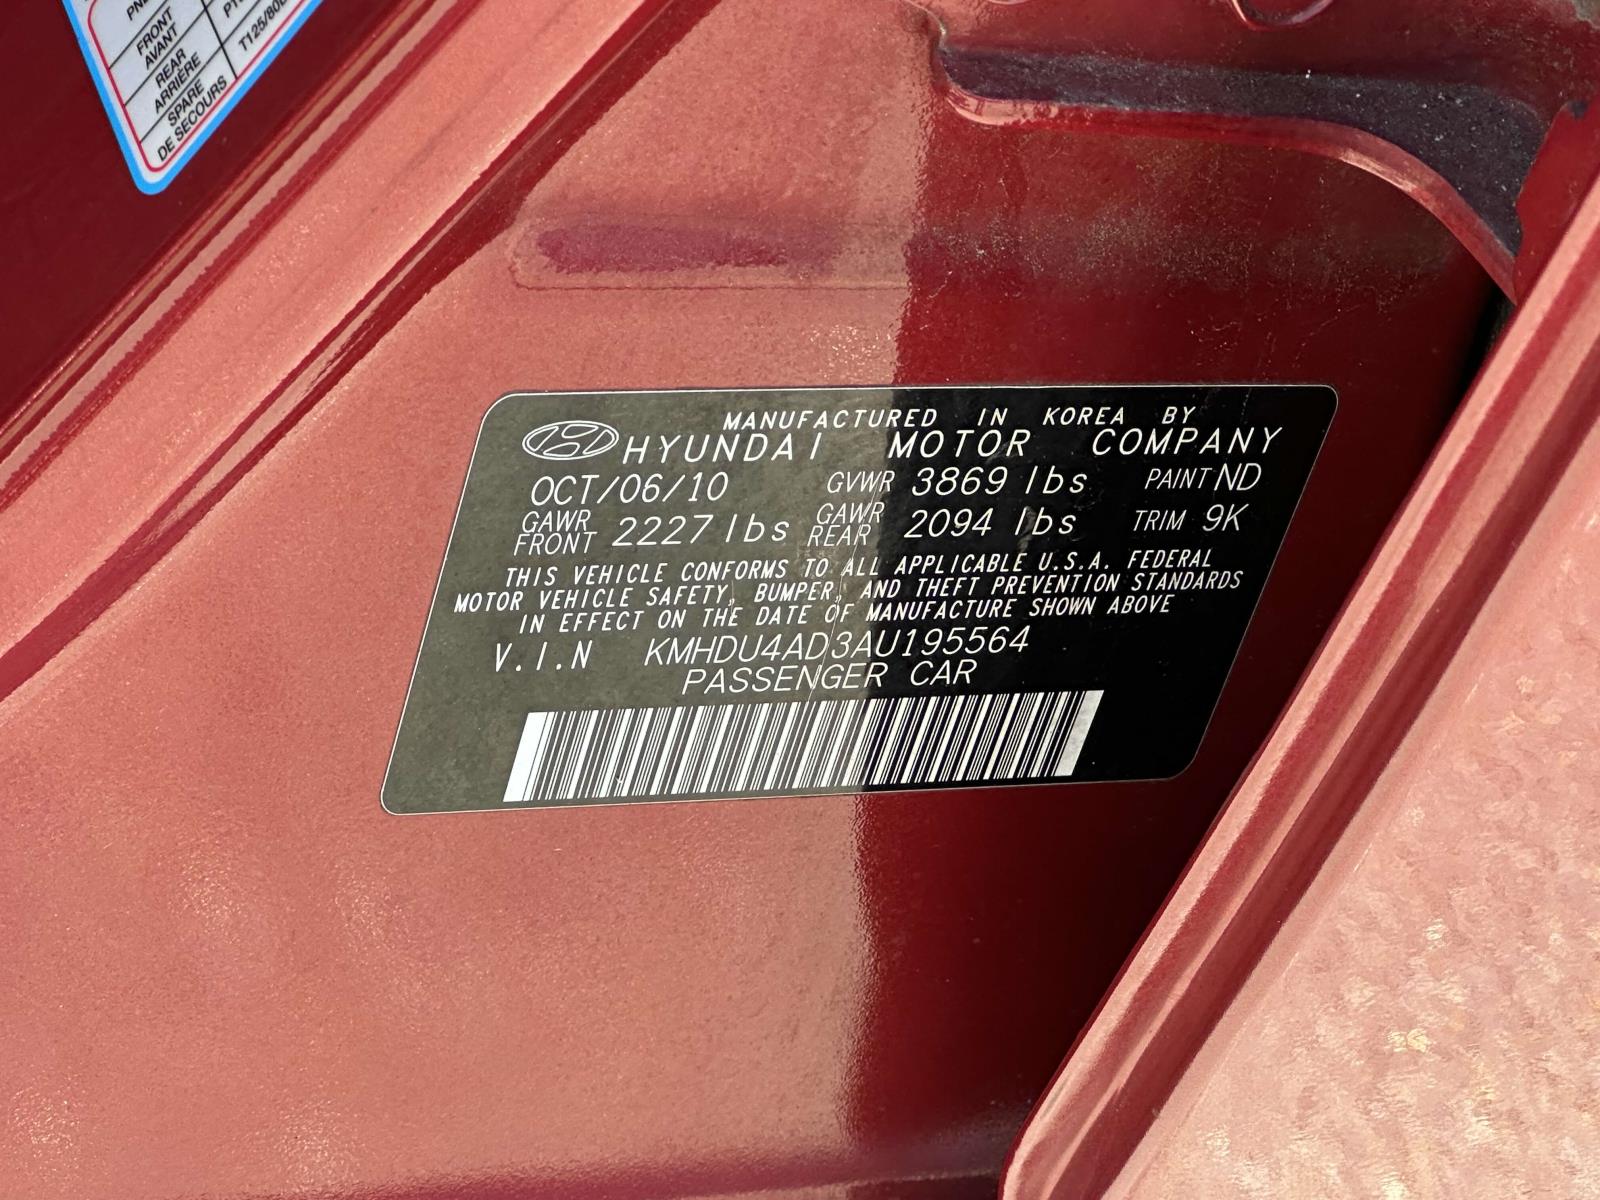 FRONT
AVANT
REAR
ARRIÈRE
SPARE
DE SECOURS
MANUFACTURED IN KOREA BY
HYUNDAI MOTOR COMPANY
OCT/06/10 GVWR 3869 lbs PAINT ND
GAWR FRONT 2227 lbs GAWR REAR 2094 lbs TRIM 9K
THIS VEHICLE CONFORMS TO ALL APPLICABLE U.S.A. FEDERAL
MOTOR VEHICLE SAFETY, BUMPER, AND THEFT PREVENTION STANDARDS
IN EFFECT ON THE DATE OF MANUFACTURE SHOWN ABOVE
V.I.N KMHDU4AD3AU195564
PASSENGER CAR